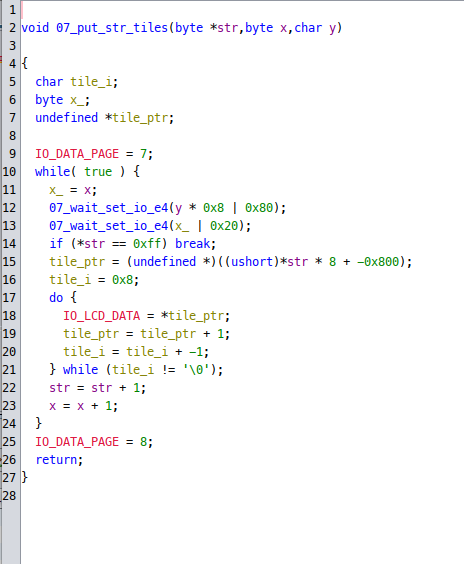 1
2 void 07_put_str_tiles(byte *str,byte x,char y)
3
4 {
5   char tile_i;
6   byte x_;
7   undefined *tile_ptr;
8
9   IO_DATA_PAGE = 7;
10   while( true ) {
11     x_ = x;
12     07_wait_set_io_e4(y * 0x8 | 0x80);
13     07_wait_set_io_e4(x_ | 0x20);
14     if (*str == 0xff) break;
15     tile_ptr = (undefined *)((ushort)*str * 8 + -0x800);
16     tile_i = 0x8;
17     do {
18       IO_LCD_DATA = *tile_ptr;
19       tile_ptr = tile_ptr + 1;
20       tile_i = tile_i + -1;
21     } while (tile_i != '\0');
22     str = str + 1;
23     x = x + 1;
24   }
25   IO_DATA_PAGE = 8;
26   return;
27 }
28